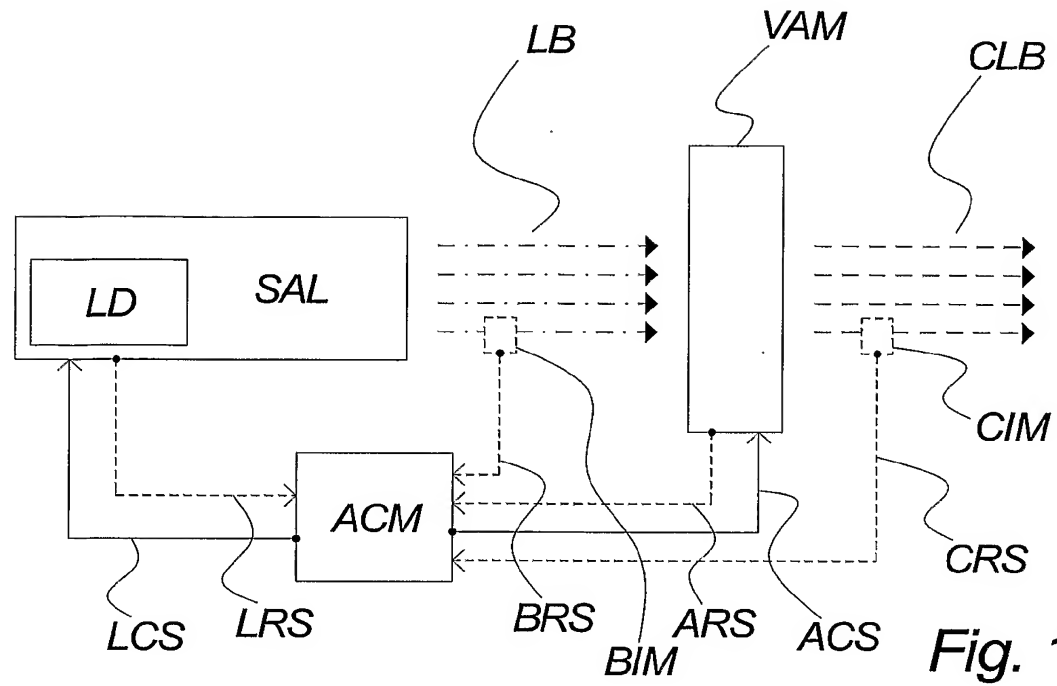 LB
VAM
CLB
LD
SAL
CIM
ACM
CRS
LCS
LRS
BRS
BIM
ARS
ACS
Fig.